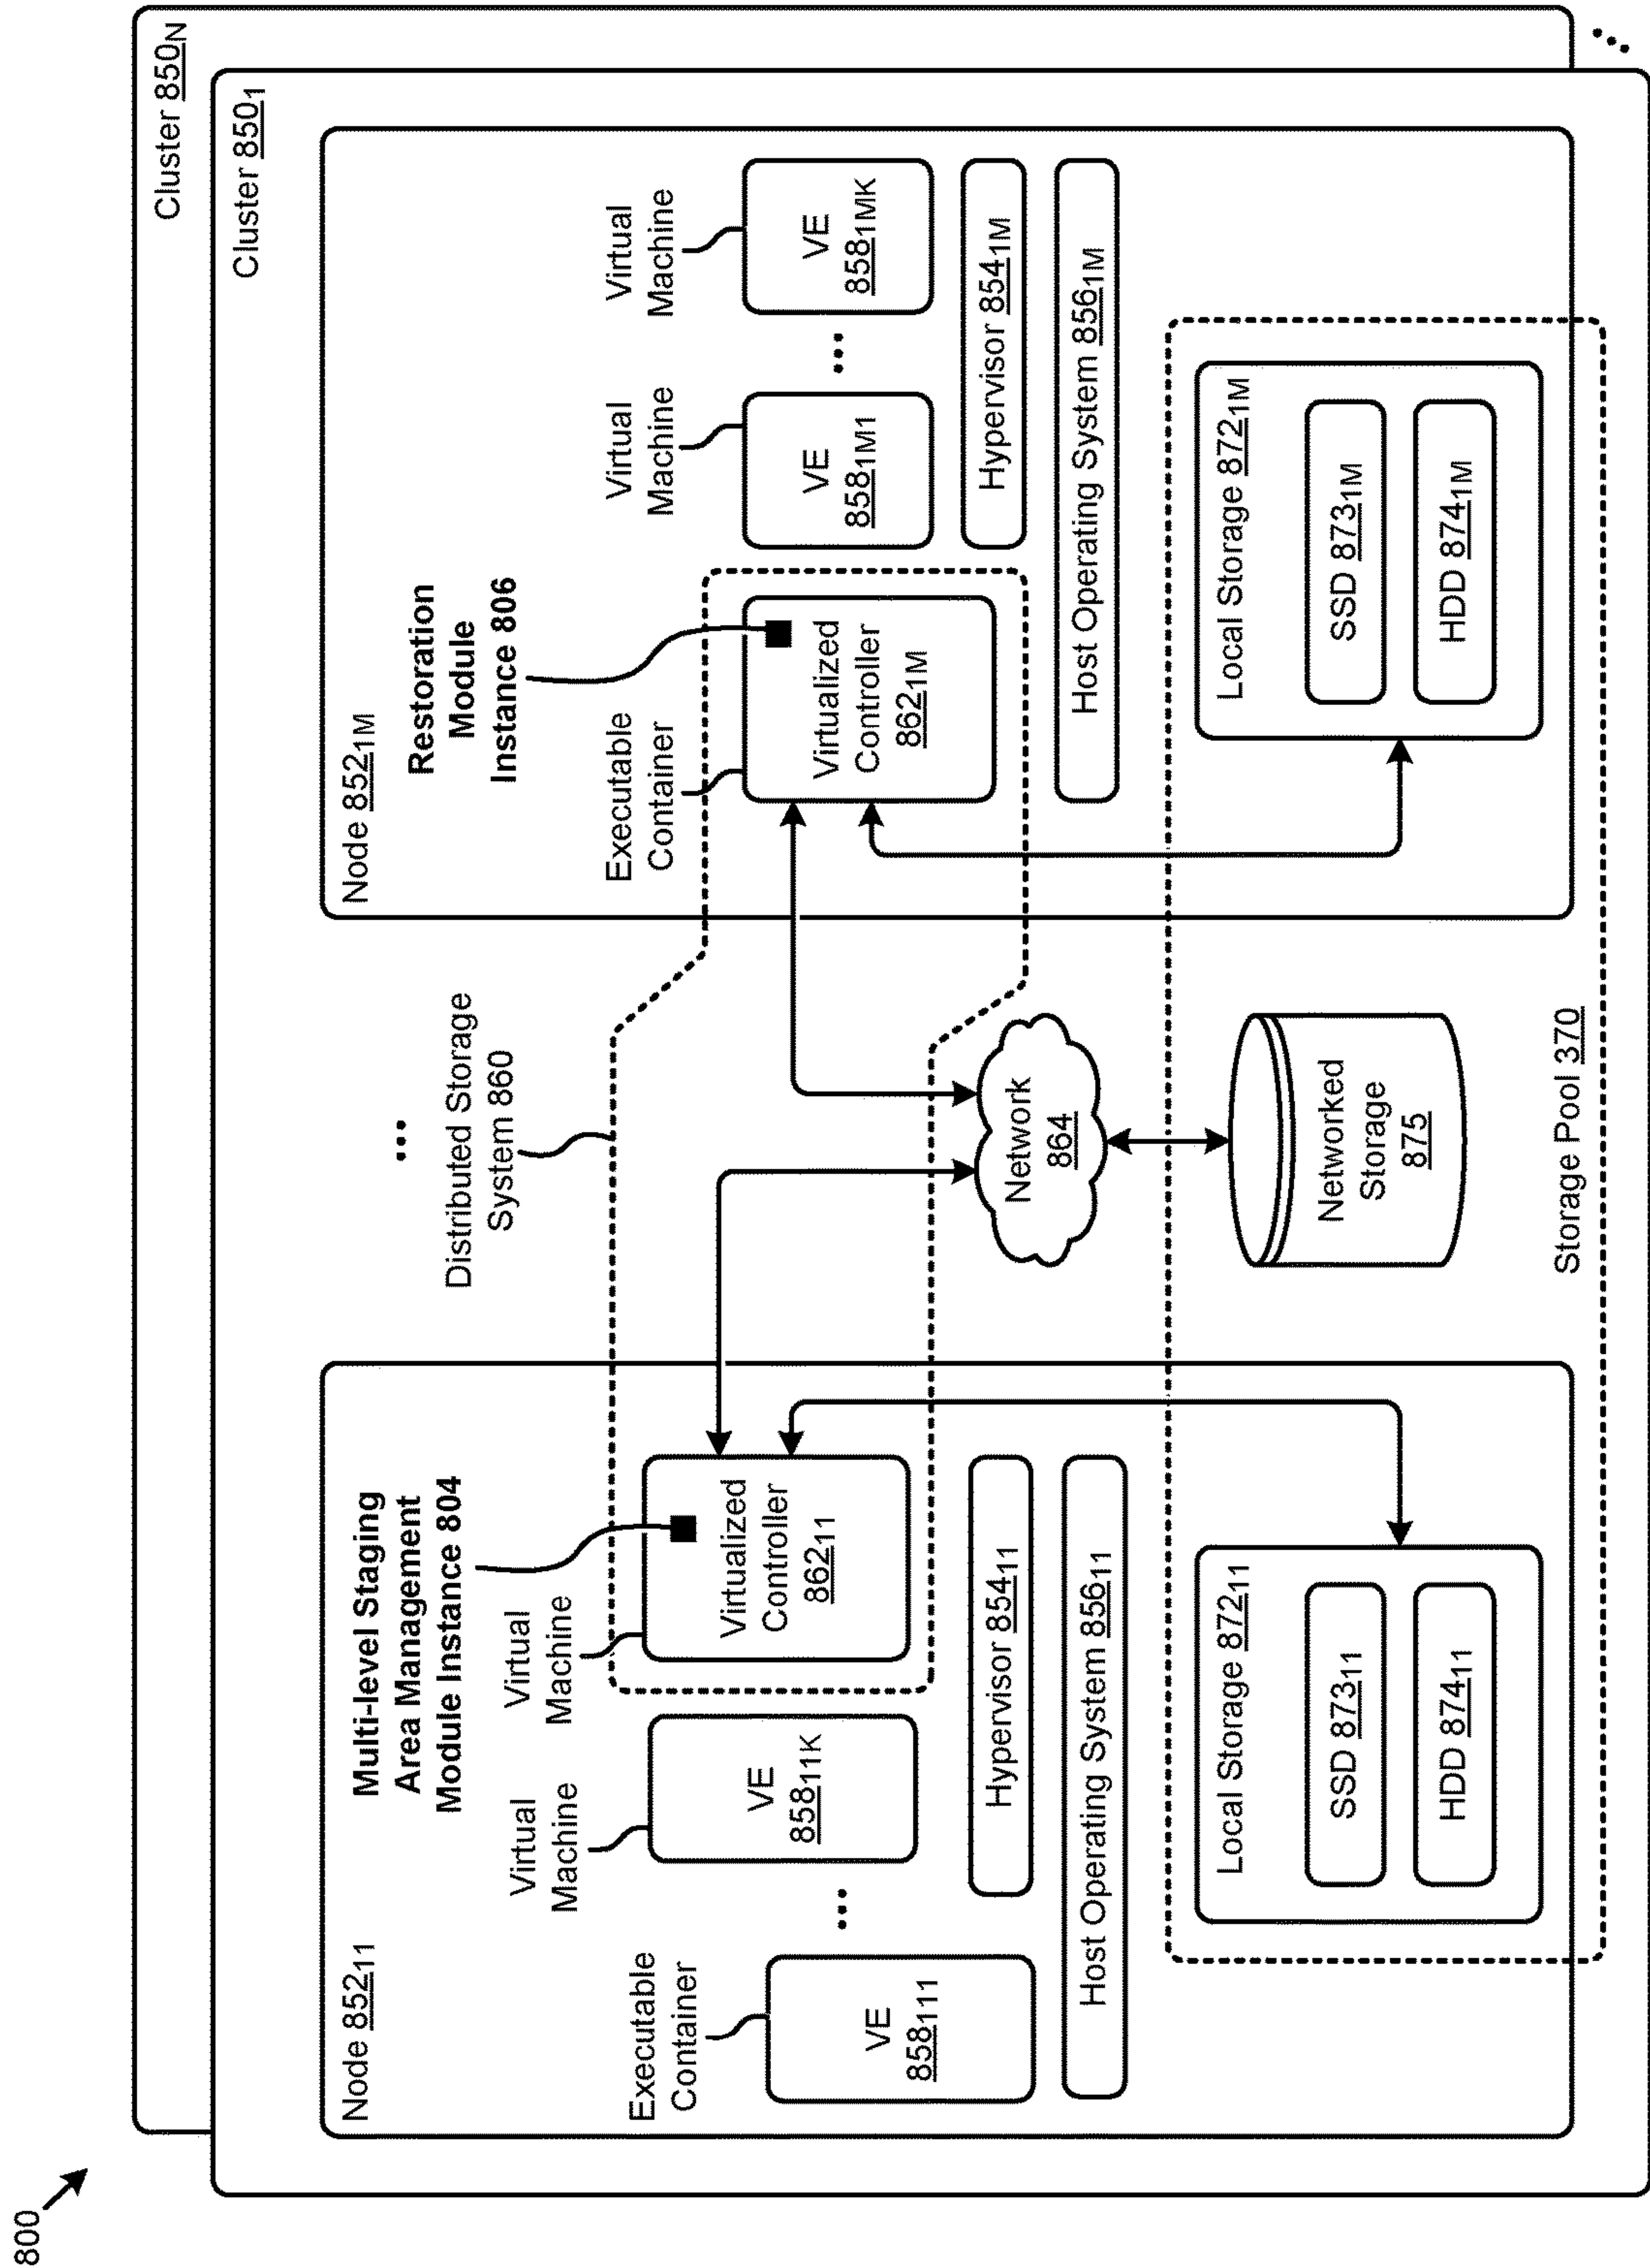 800
Cluster 850N
Cluster 8501
Node 85211
Multi-level Staging
Area Management
Module Instance 804
Executable
Container
VE
858111
...
Virtual
Machine
VE
85811K
Virtual
Machine
Virtualized
Controller
86211
Hypervisor 85411
Host Operating System 85611
Local Storage 87211
SSD 87311
HDD 87411
...
Distributed Storage
System 860
Network
864
Networked
Storage
875
Storage Pool 370
Node 8521M
Restoration
Module
Instance 806
Executable
Container
Virtualized
Controller
8621M
Virtual
Machine
VE
8581M1
...
Virtual
Machine
VE
8581MK
Hypervisor 8541M
Host Operating System 8561M
Local Storage 8721M
SSD 8731M
HDD 8741M
...